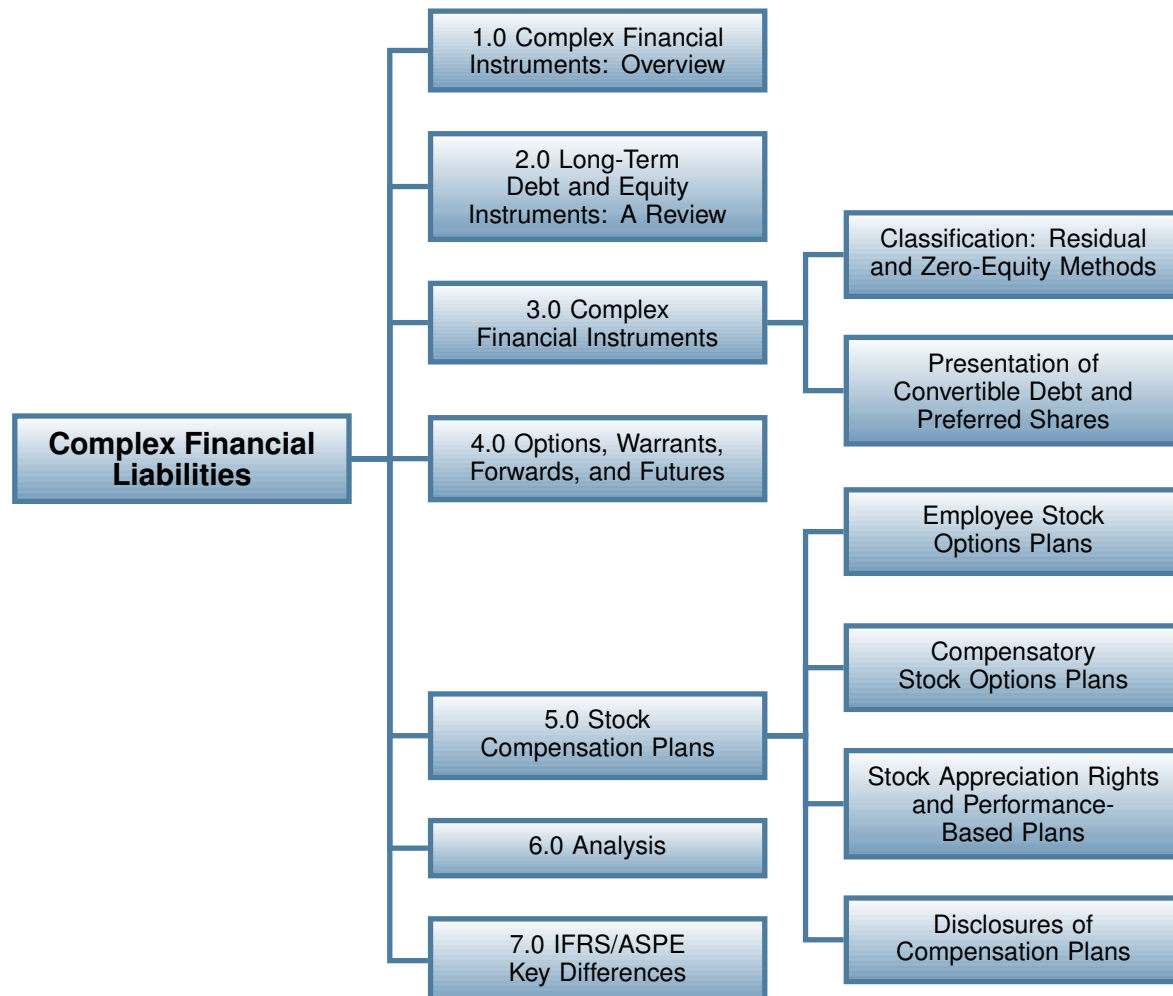 Complex Financial
Liabilities
1.0 Complex Financial
Instruments: Overview
2.0 Long-Term
Debt and Equity
Instruments: A Review
3.0 Complex
Financial Instruments
Classification: Residual
and Zero-Equity Methods
Presentation of
Convertible Debt and
Preferred Shares
4.0 Options, Warrants,
Forwards, and Futures
5.0 Stock
Compensation Plans
Employee Stock
Options Plans
Compensatory
Stock Options Plans
Stock Appreciation Rights
and Performance-
Based Plans
Disclosures of
Compensation Plans
6.0 Analysis
7.0 IFRS/ASPE
Key Differences